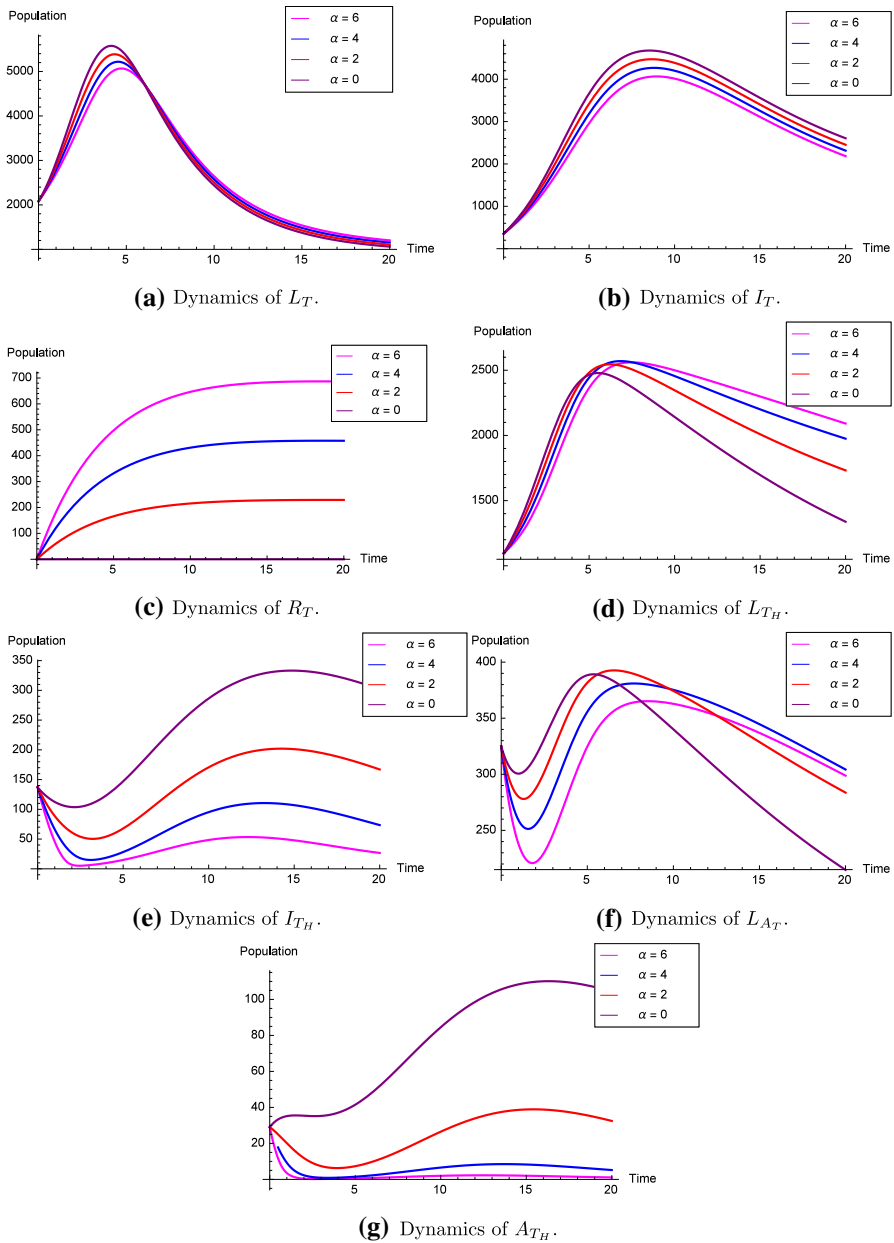 Population
α = 6
α = 4
α = 2
α = 0
5000
4000
3000
2000
5
10
15
20
Time
(a) Dynamics of L_T.
Population
α = 6
α = 4
α = 2
α = 0
4000
3000
2000
1000
5
10
15
20
Time
(b) Dynamics of I_T.
Population
α = 6
α = 4
α = 2
α = 0
700
600
500
400
300
200
100
5
10
15
20
Time
(c) Dynamics of R_T.
Population
α = 6
α = 4
α = 2
α = 0
2500
2000
1500
5
10
15
20
Time
(d) Dynamics of L_{T_H}.
Population
α = 6
α = 4
α = 2
α = 0
350
300
250
200
150
100
50
5
10
15
20
Time
(e) Dynamics of I_{T_H}.
Population
α = 6
α = 4
α = 2
α = 0
400
350
300
250
5
10
15
20
Time
(f) Dynamics of L_{A_T}.
Population
α = 6
α = 4
α = 2
α = 0
100
80
60
40
20
5
10
15
20
Time
(g) Dynamics of A_{T_H}.